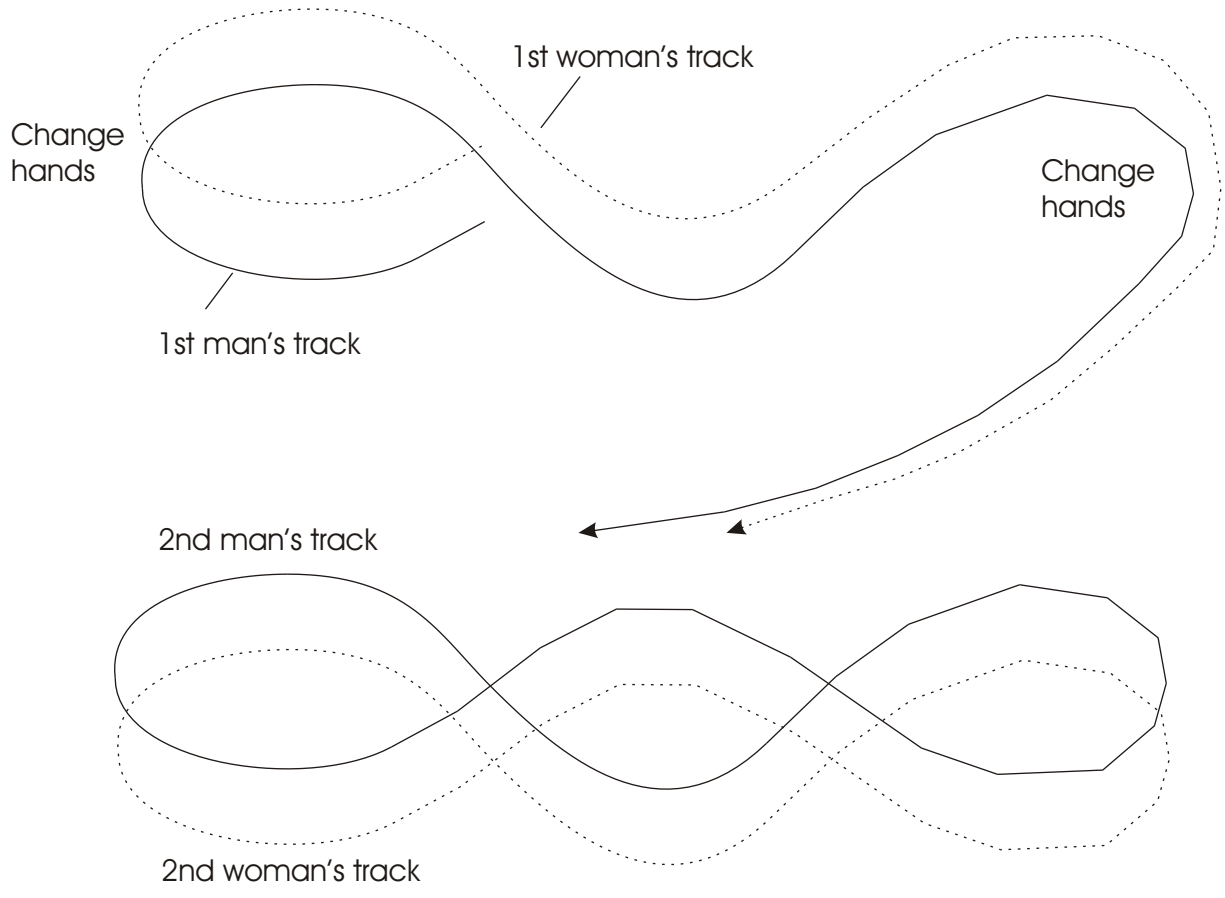 1st woman's track
Change
hands
Change
hands
1st man's track
2nd man's track
2nd woman's track